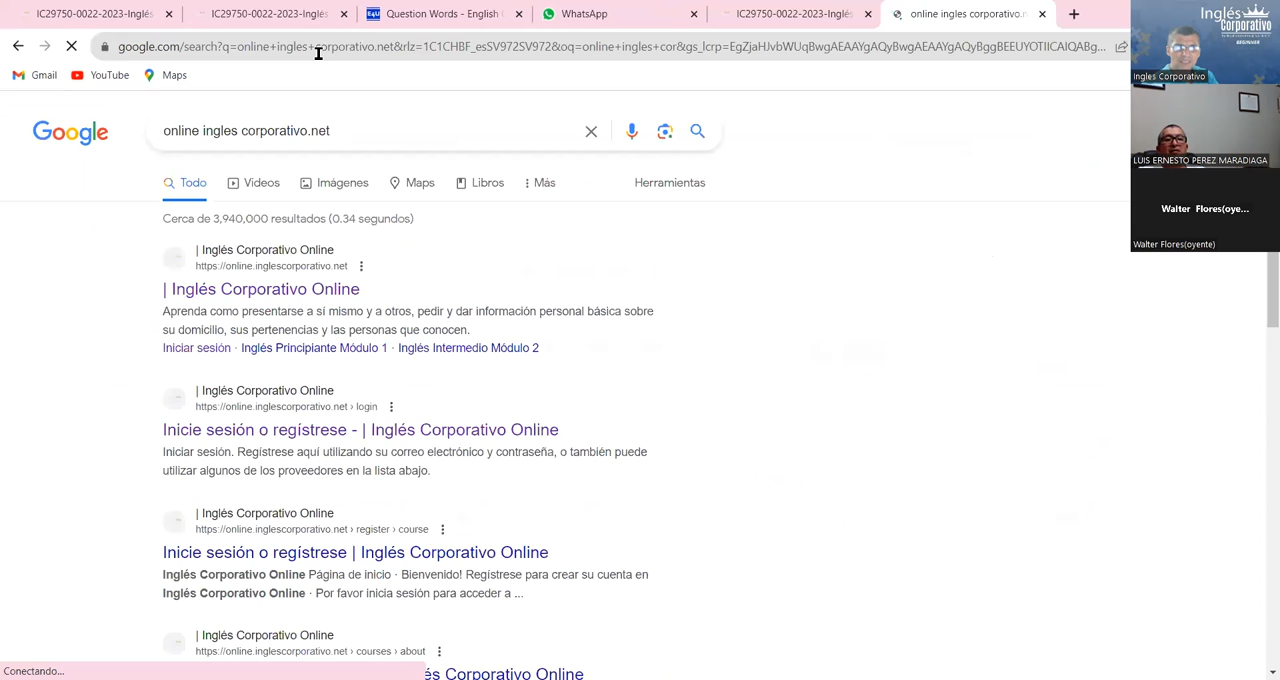 IC29750-0022-2023-Inglés
IC29750-0022-2023-Inglés
Question Words - English
WhatsApp
IC29750-0022-2023-Inglés
online ingles corporativo.n
google.com/search?q=online+ingles+corporativo.net&rlz=1C1CHBF_esSV972SV972&oq=online+ingles+cor&gs_lcrp=EgZjaHJvbWUqBwgAEAAYgAQyBwgAEAAYgAQyBggBEEUYOTIICAIQABg...
Gmail
YouTube
Maps
Inglés
Corporativo
BEGINNER
Ingles Corporativo
LUIS ERNESTO PEREZ MARADIAGA
Walter Flores(oye...
Walter Flores(oyente)
Google
online ingles corporativo.net
Todo
Videos
Imágenes
Maps
Libros
Más
Herramientas
Cerca de 3,940,000 resultados (0.34 segundos)
| Inglés Corporativo Online
https://online.inglescorporativo.net
| Inglés Corporativo Online
Aprenda como presentarse a sí mismo y a otros, pedir y dar información personal básica sobre
su domicilio, sus pertenencias y las personas que conocen.
Iniciar sesión · Inglés Principiante Módulo 1 · Inglés Intermedio Módulo 2
| Inglés Corporativo Online
https://online.inglescorporativo.net › login
Inicie sesión o regístrese - | Inglés Corporativo Online
Iniciar sesión. Regístrese aquí utilizando su correo electrónico y contraseña, o también puede
utilizar algunos de los proveedores en la lista abajo.
| Inglés Corporativo Online
https://online.inglescorporativo.net › register › course
Inicie sesión o regístrese | Inglés Corporativo Online
Inglés Corporativo Online Página de inicio · Bienvenido! Regístrese para crear su cuenta en
Inglés Corporativo Online · Por favor inicia sesión para acceder a ...
| Inglés Corporativo Online
https://online.inglescorporativo.net › courses › about
és Corporativo Online
Conectando...